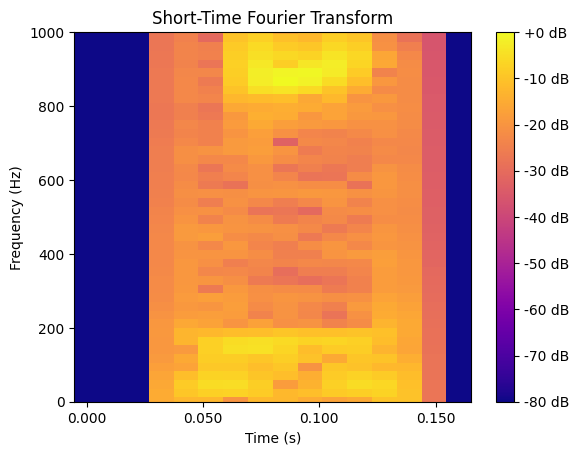 Short-Time Fourier Transform
1000
800
600
400
200
0
Frequency (Hz)
0.000
0.050
0.100
0.150
Time (s)
+0 dB
-10 dB
-20 dB
-30 dB
-40 dB
-50 dB
-60 dB
-70 dB
-80 dB